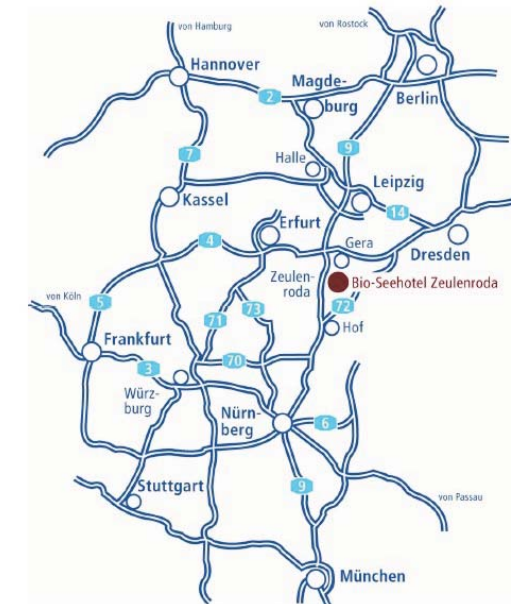 von Hamburg
von Rostock
Hannover
Magde-
burg
Berlin
2
9
7
Halle
Leipzig
Kassel
14
Erfurt
4
Gera
Dresden
Zeulen-
roda
Bio-Seehotel Zeulenroda
von Köln
5
73
72
71
Hof
Frankfurt
70
3
Würz-
burg
Nürn-
berg
6
Stuttgart
9
von Passau
München